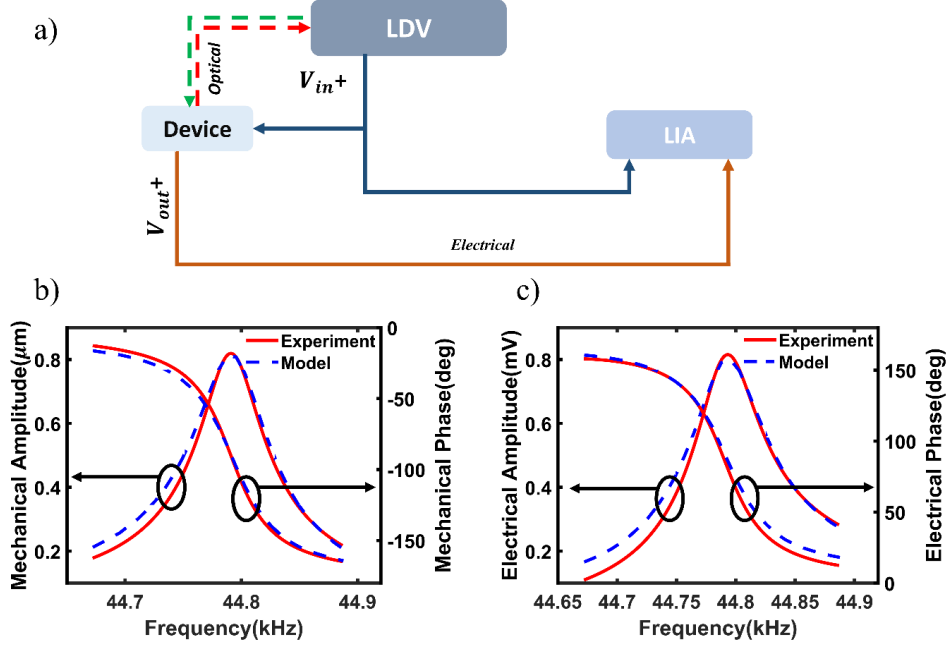 a)
LDV
Optical
V_in+
Device
LIA
V_out+
Electrical
b)
Mechanical Amplitude(μm)
0.8
0.6
0.4
0.2
44.7
44.8
44.9
Frequency(kHz)
0
-50
-100
-150
Mechanical Phase(deg)
Experiment
Model
c)
Electrical Amplitude(mV)
0.8
0.6
0.4
0.2
44.65
44.7
44.75
44.8
44.85
44.9
Frequency(kHz)
150
100
50
0
Electrical Phase(deg)
Experiment
Model